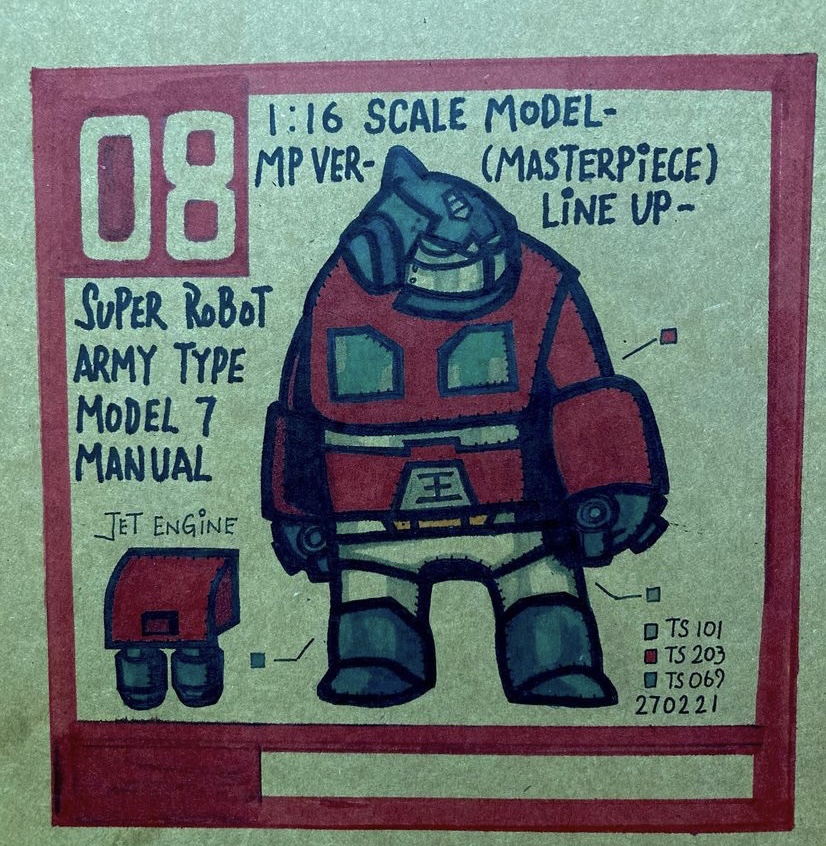 08
1:16 SCALE MODEL-
MP VER- (MASTERPiECE)
LiNE UP-
SUPER RoBoT
ARMY TYPE
MODEL 7
MANUAL
JET ENGiNE
王
TS 101
TS 203
TS 069
270221